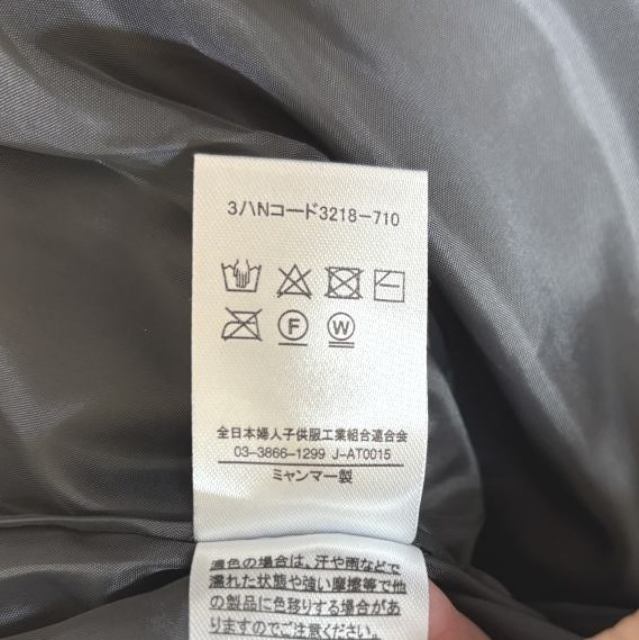 3ハNコード3218-710
F W
全日本婦人子供服工業組合連合会
03-3866-1299 J-AT0015
ミャンマー製
濃色の場合は、汗や雨などで
濡れた状態や強い摩擦等で他
の製品に色移りする場合があ
りますのでご注意ください。